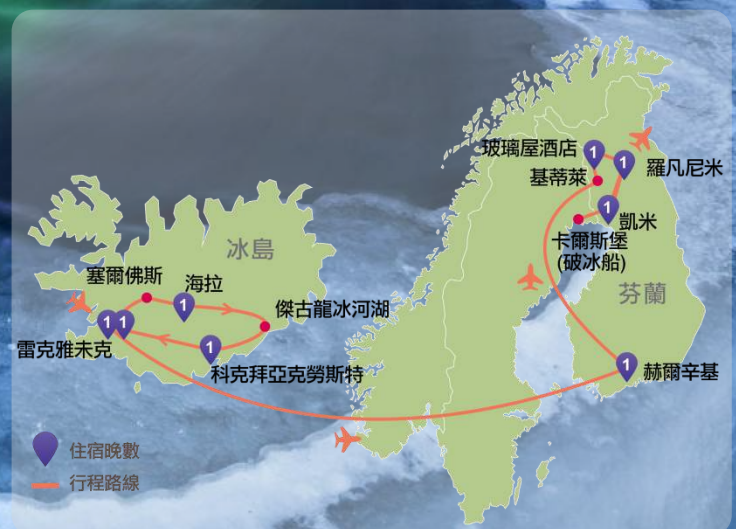 玻璃屋酒店
1
1
羅凡尼米
基蒂萊
1
凱米
卡爾斯堡
(破冰船)
芬蘭
1
赫爾辛基
冰島
塞爾佛斯
海拉
1
傑古龍冰河湖
1
1
雷克雅未克
1
科克拜亞克勞斯特
住宿晚數
行程路線